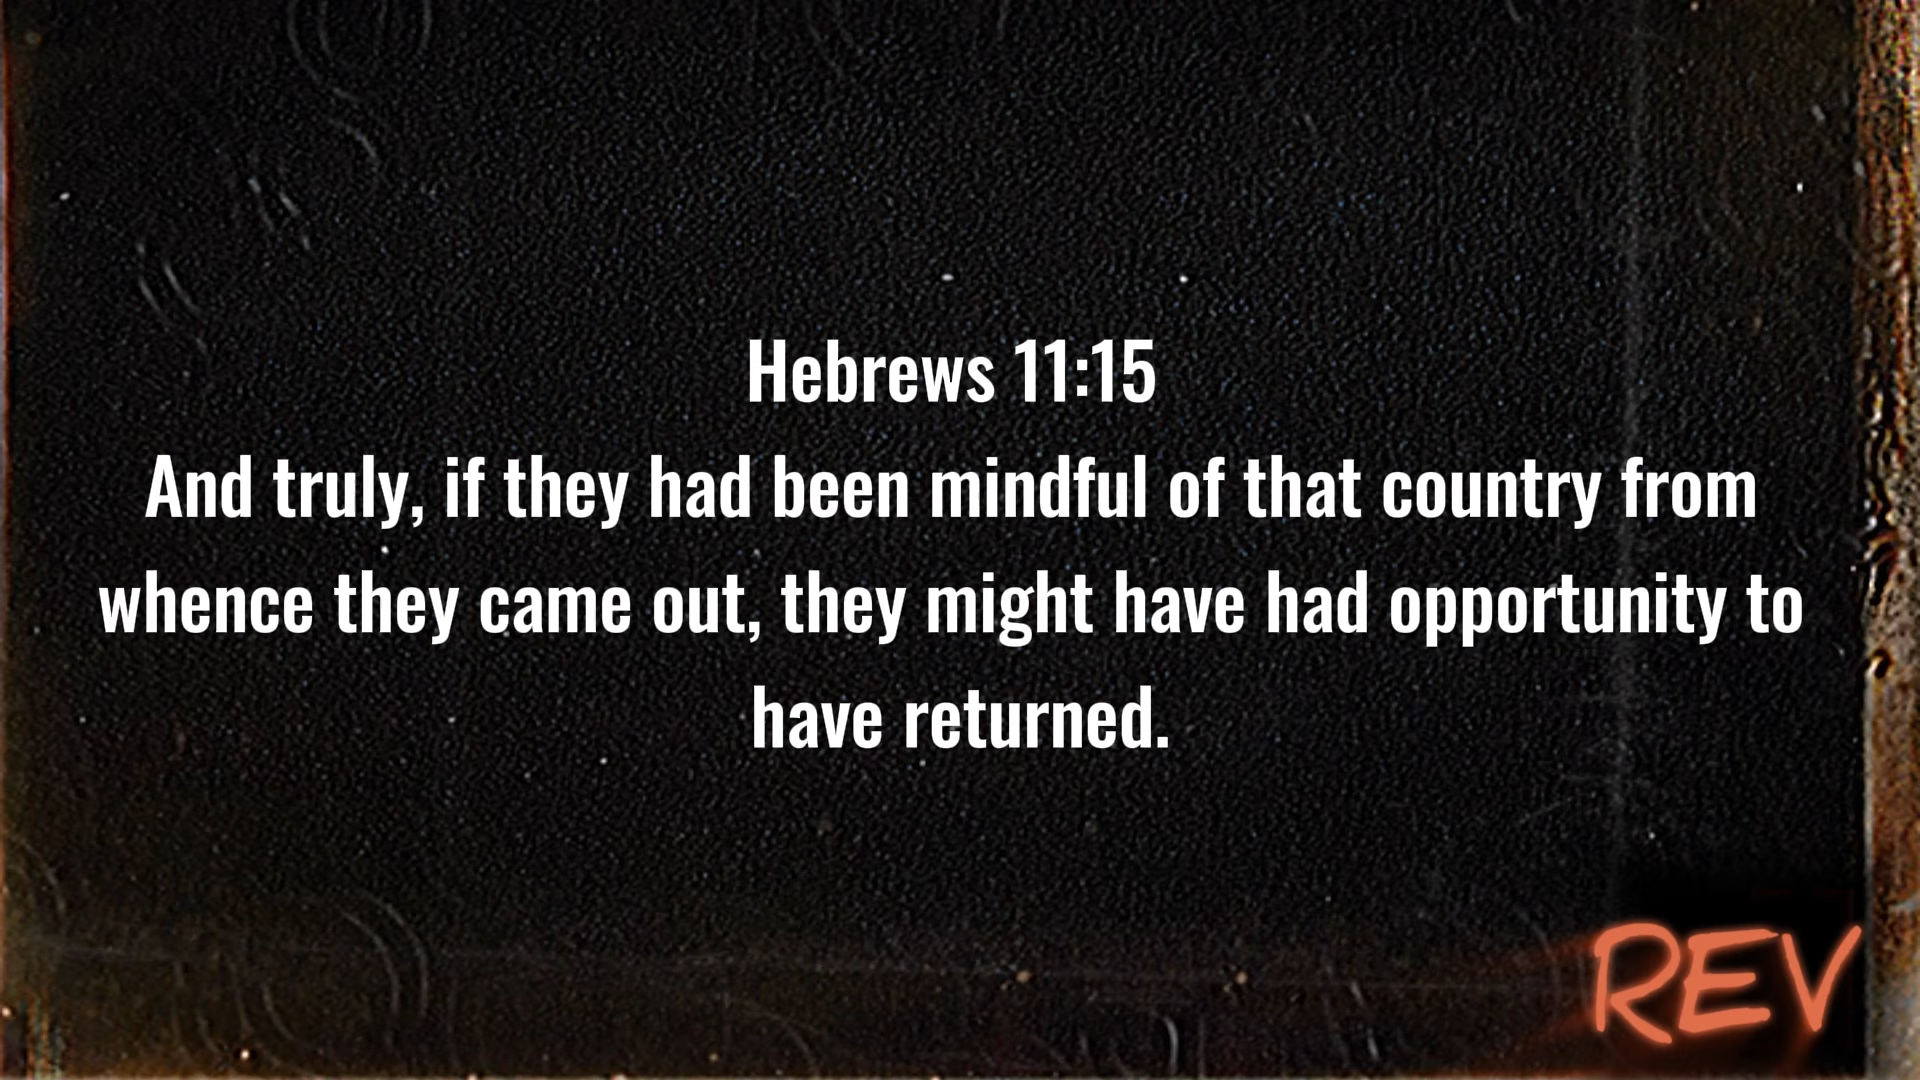 Hebrews 11:15
And truly, if they had been mindful of that country from
whence they came out, they might have had opportunity to
have returned.
REV